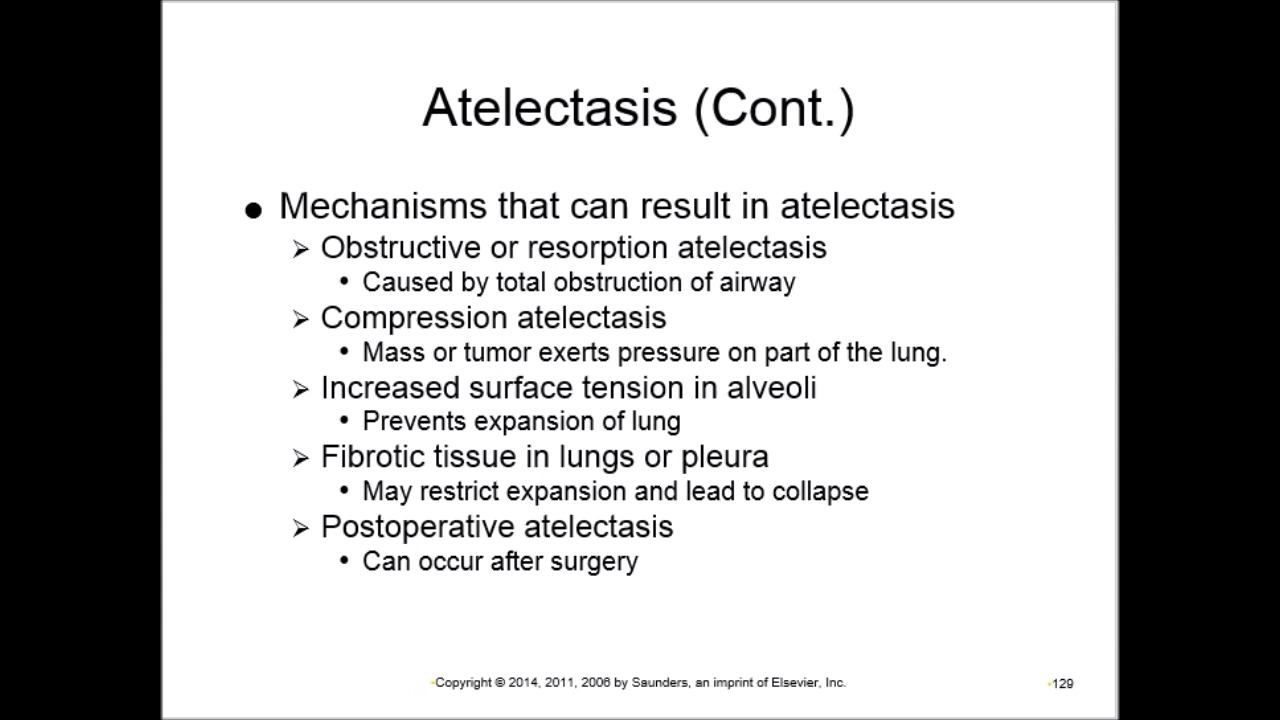 Atelectasis (Cont.)
● Mechanisms that can result in atelectasis
➢ Obstructive or resorption atelectasis
• Caused by total obstruction of airway
➢ Compression atelectasis
• Mass or tumor exerts pressure on part of the lung.
➢ Increased surface tension in alveoli
• Prevents expansion of lung
➢ Fibrotic tissue in lungs or pleura
• May restrict expansion and lead to collapse
➢ Postoperative atelectasis
• Can occur after surgery
•Copyright © 2014, 2011, 2006 by Saunders, an imprint of Elsevier, Inc.
•129